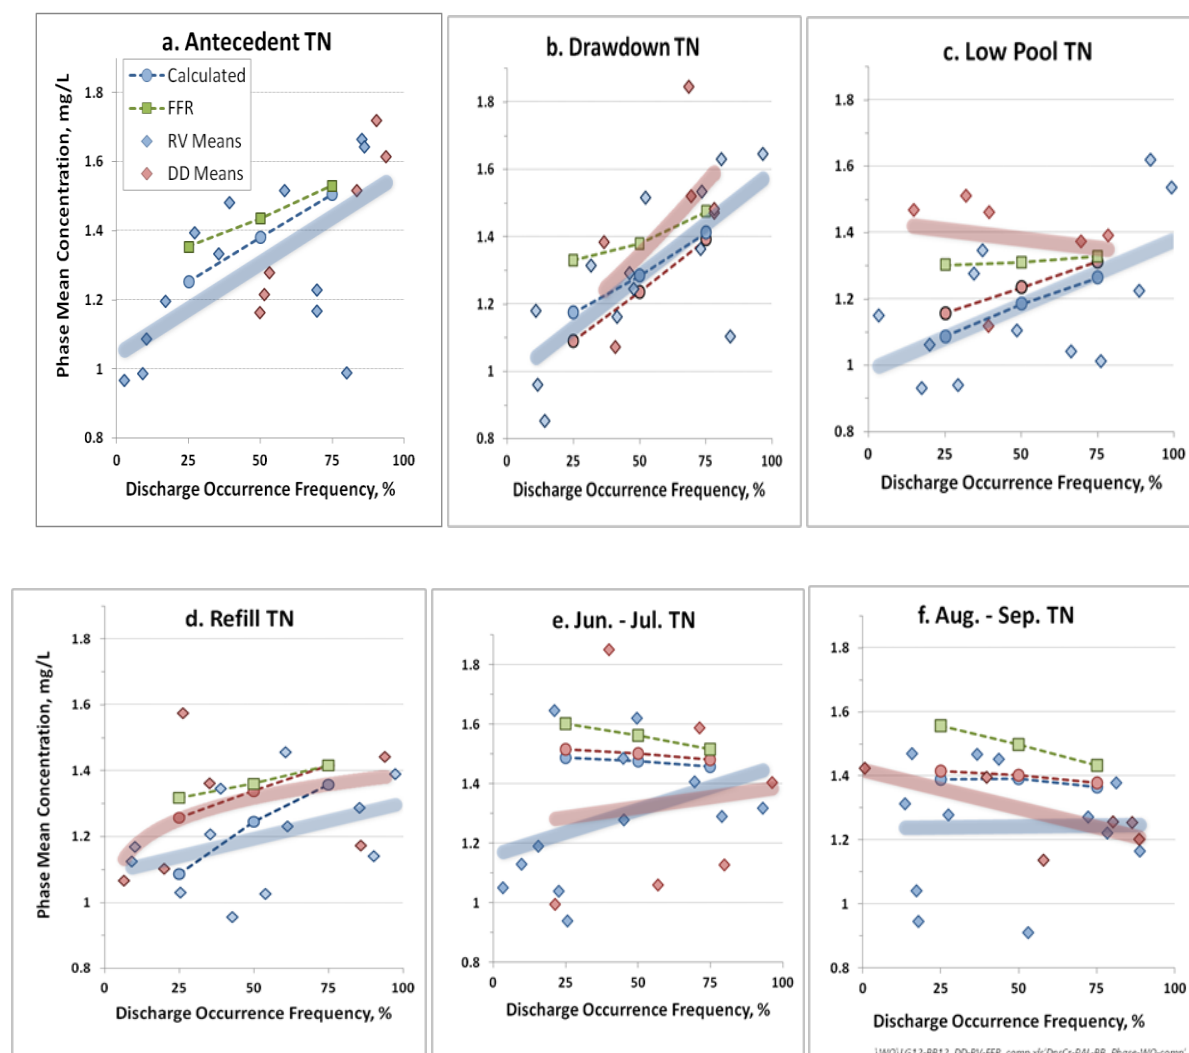 a. Antecedent TN
Calculated
FFR
RV Means
DD Means
Phase Mean Concentration, mg/L
1.8
1.6
1.4
1.2
1
0.8
0 25 50 75 100
Discharge Occurrence Frequency, %
b. Drawdown TN
1.8
1.6
1.4
1.2
1
0.8
0 25 50 75 100
Discharge Occurrence Frequency, %
c. Low Pool TN
1.8
1.6
1.4
1.2
1
0.8
0 25 50 75 100
Discharge Occurrence Frequency, %
d. Refill TN
Phase Mean Concentration, mg/L
1.8
1.6
1.4
1.2
1
0.8
0 25 50 75 100
Discharge Occurrence Frequency, %
e. Jun. - Jul. TN
1.8
1.6
1.4
1.2
1
0.8
0 25 50 75 100
Discharge Occurrence Frequency, %
f. Aug. - Sep. TN
1.8
1.6
1.4
1.2
1
0.8
0 25 50 75 100
Discharge Occurrence Frequency, %